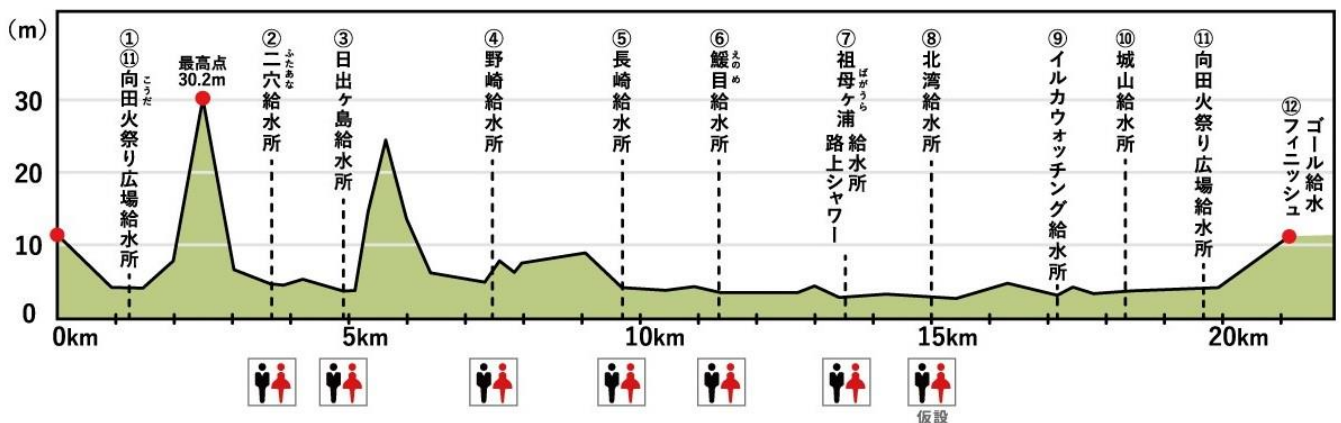 (m)
30
20
10
0
①
⑪向田火祭り広場給水所
こうだ
最高点
30.2m
②二穴給水所
ふたあな
③日出ヶ島給水所
④野崎給水所
⑤長崎給水所
⑥鰀目給水所
えのめ
⑦祖母ヶ浦 給水所
ばがうら
路上シャワー
⑧北湾給水所
⑨イルカウォッチング給水所
⑩城山給水所
⑪向田火祭り広場給水所
ゴール給水
⑫フィニッシュ
0km
5km
10km
15km
20km
仮設